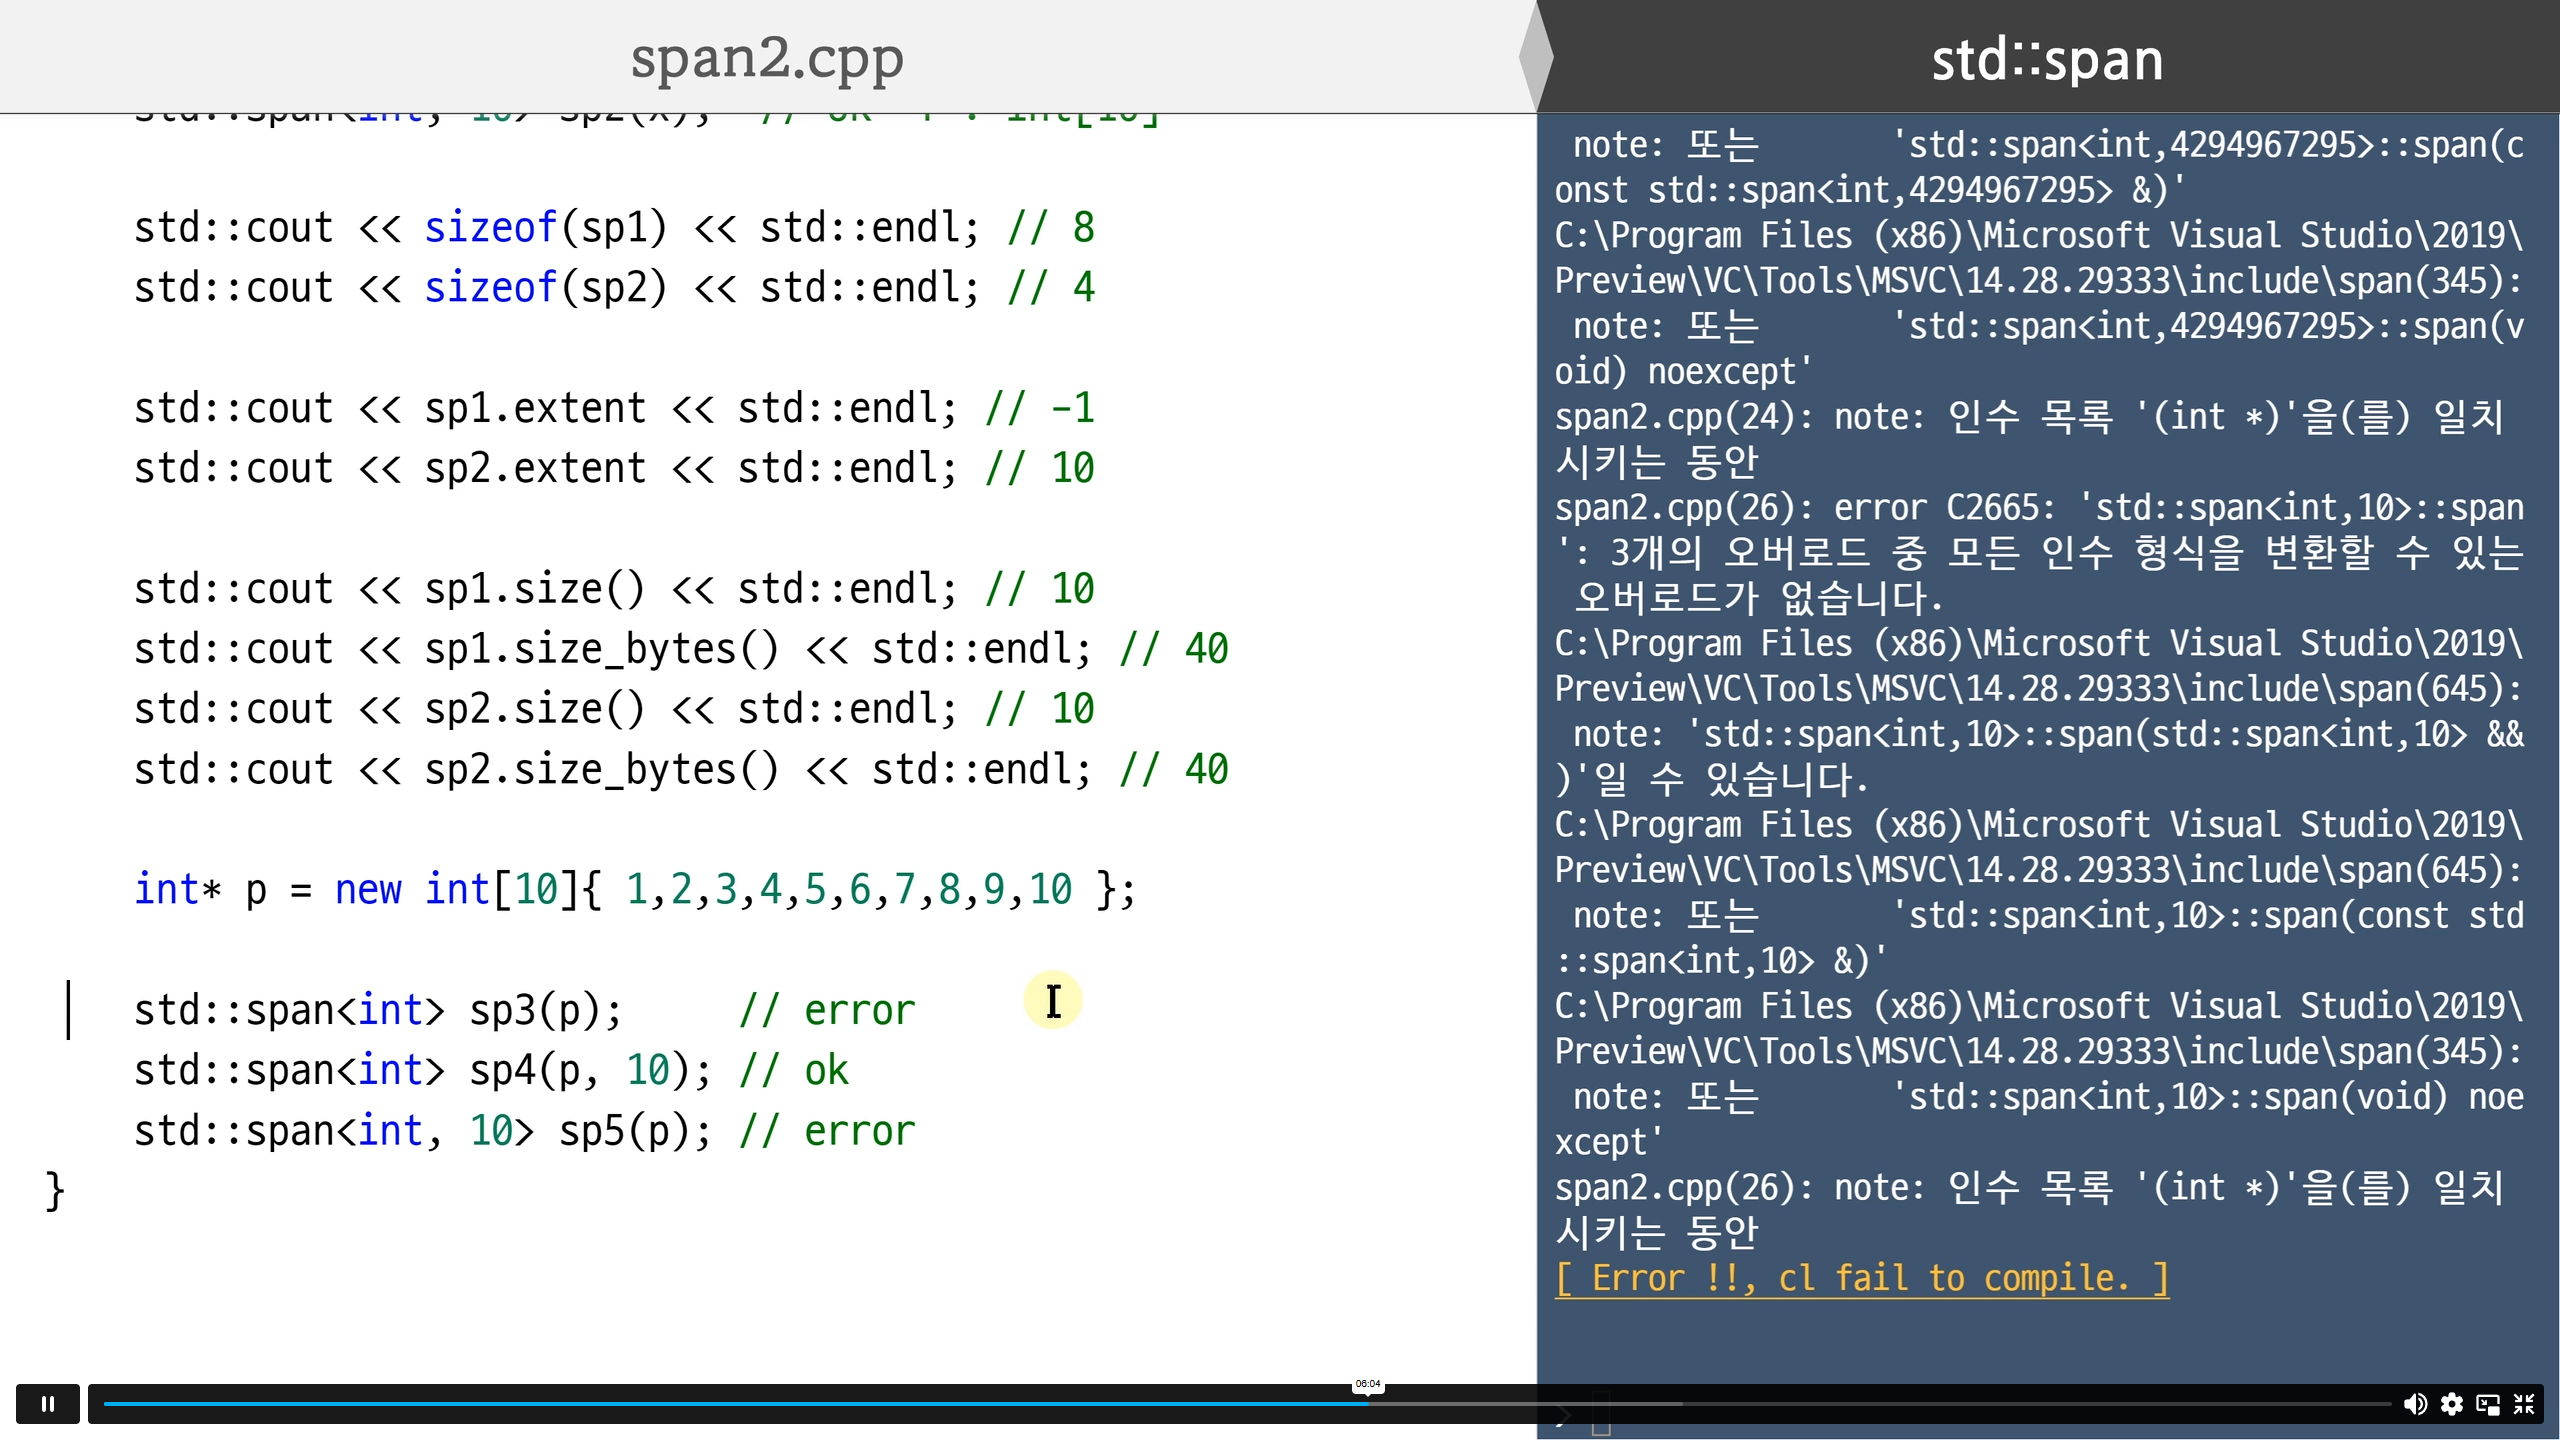 span2.cpp
std::span
std::span<int, 10> sp2(x);  // ok
std::cout << sizeof(sp1) << std::endl; // 8
std::cout << sizeof(sp2) << std::endl; // 4
std::cout << sp1.extent << std::endl; // -1
std::cout << sp2.extent << std::endl; // 10
std::cout << sp1.size() << std::endl; // 10
std::cout << sp1.size_bytes() << std::endl; // 40
std::cout << sp2.size() << std::endl; // 10
std::cout << sp2.size_bytes() << std::endl; // 40
int* p = new int[10]{ 1,2,3,4,5,6,7,8,9,10 };
std::span<int> sp3(p);     // error
std::span<int> sp4(p, 10); // ok
std::span<int, 10> sp5(p); // error
}
note: 또는      'std::span<int,4294967295>::span(c
onst std::span<int,4294967295> &)'
C:\Program Files (x86)\Microsoft Visual Studio\2019\
Preview\VC\Tools\MSVC\14.28.29333\include\span(345):
note: 또는      'std::span<int,4294967295>::span(v
oid) noexcept'
span2.cpp(24): note: 인수 목록 '(int *)'을(를) 일치
시키는 동안
span2.cpp(26): error C2665: 'std::span<int,10>::span
': 3개의 오버로드 중 모든 인수 형식을 변환할 수 있는
오버로드가 없습니다.
C:\Program Files (x86)\Microsoft Visual Studio\2019\
Preview\VC\Tools\MSVC\14.28.29333\include\span(645):
note: 'std::span<int,10>::span(std::span<int,10> &&
)'일 수 있습니다.
C:\Program Files (x86)\Microsoft Visual Studio\2019\
Preview\VC\Tools\MSVC\14.28.29333\include\span(645):
note: 또는      'std::span<int,10>::span(const std
::span<int,10> &)'
C:\Program Files (x86)\Microsoft Visual Studio\2019\
Preview\VC\Tools\MSVC\14.28.29333\include\span(345):
note: 또는      'std::span<int,10>::span(void) noe
xcept'
span2.cpp(26): note: 인수 목록 '(int *)'을(를) 일치
시키는 동안
[ Error !!, cl fail to compile. ]
>
06:04